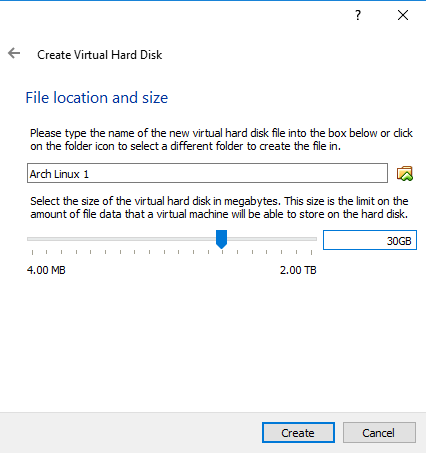 ?
Create Virtual Hard Disk
File location and size
Please type the name of the new virtual hard disk file into the box below or click
on the folder icon to select a different folder to create the file in.
Arch Linux 1
Select the size of the virtual hard disk in megabytes. This size is the limit on the
amount of file data that a virtual machine will be able to store on the hard disk.
30GB
4.00 MB 2.00 TB
Create Cancel